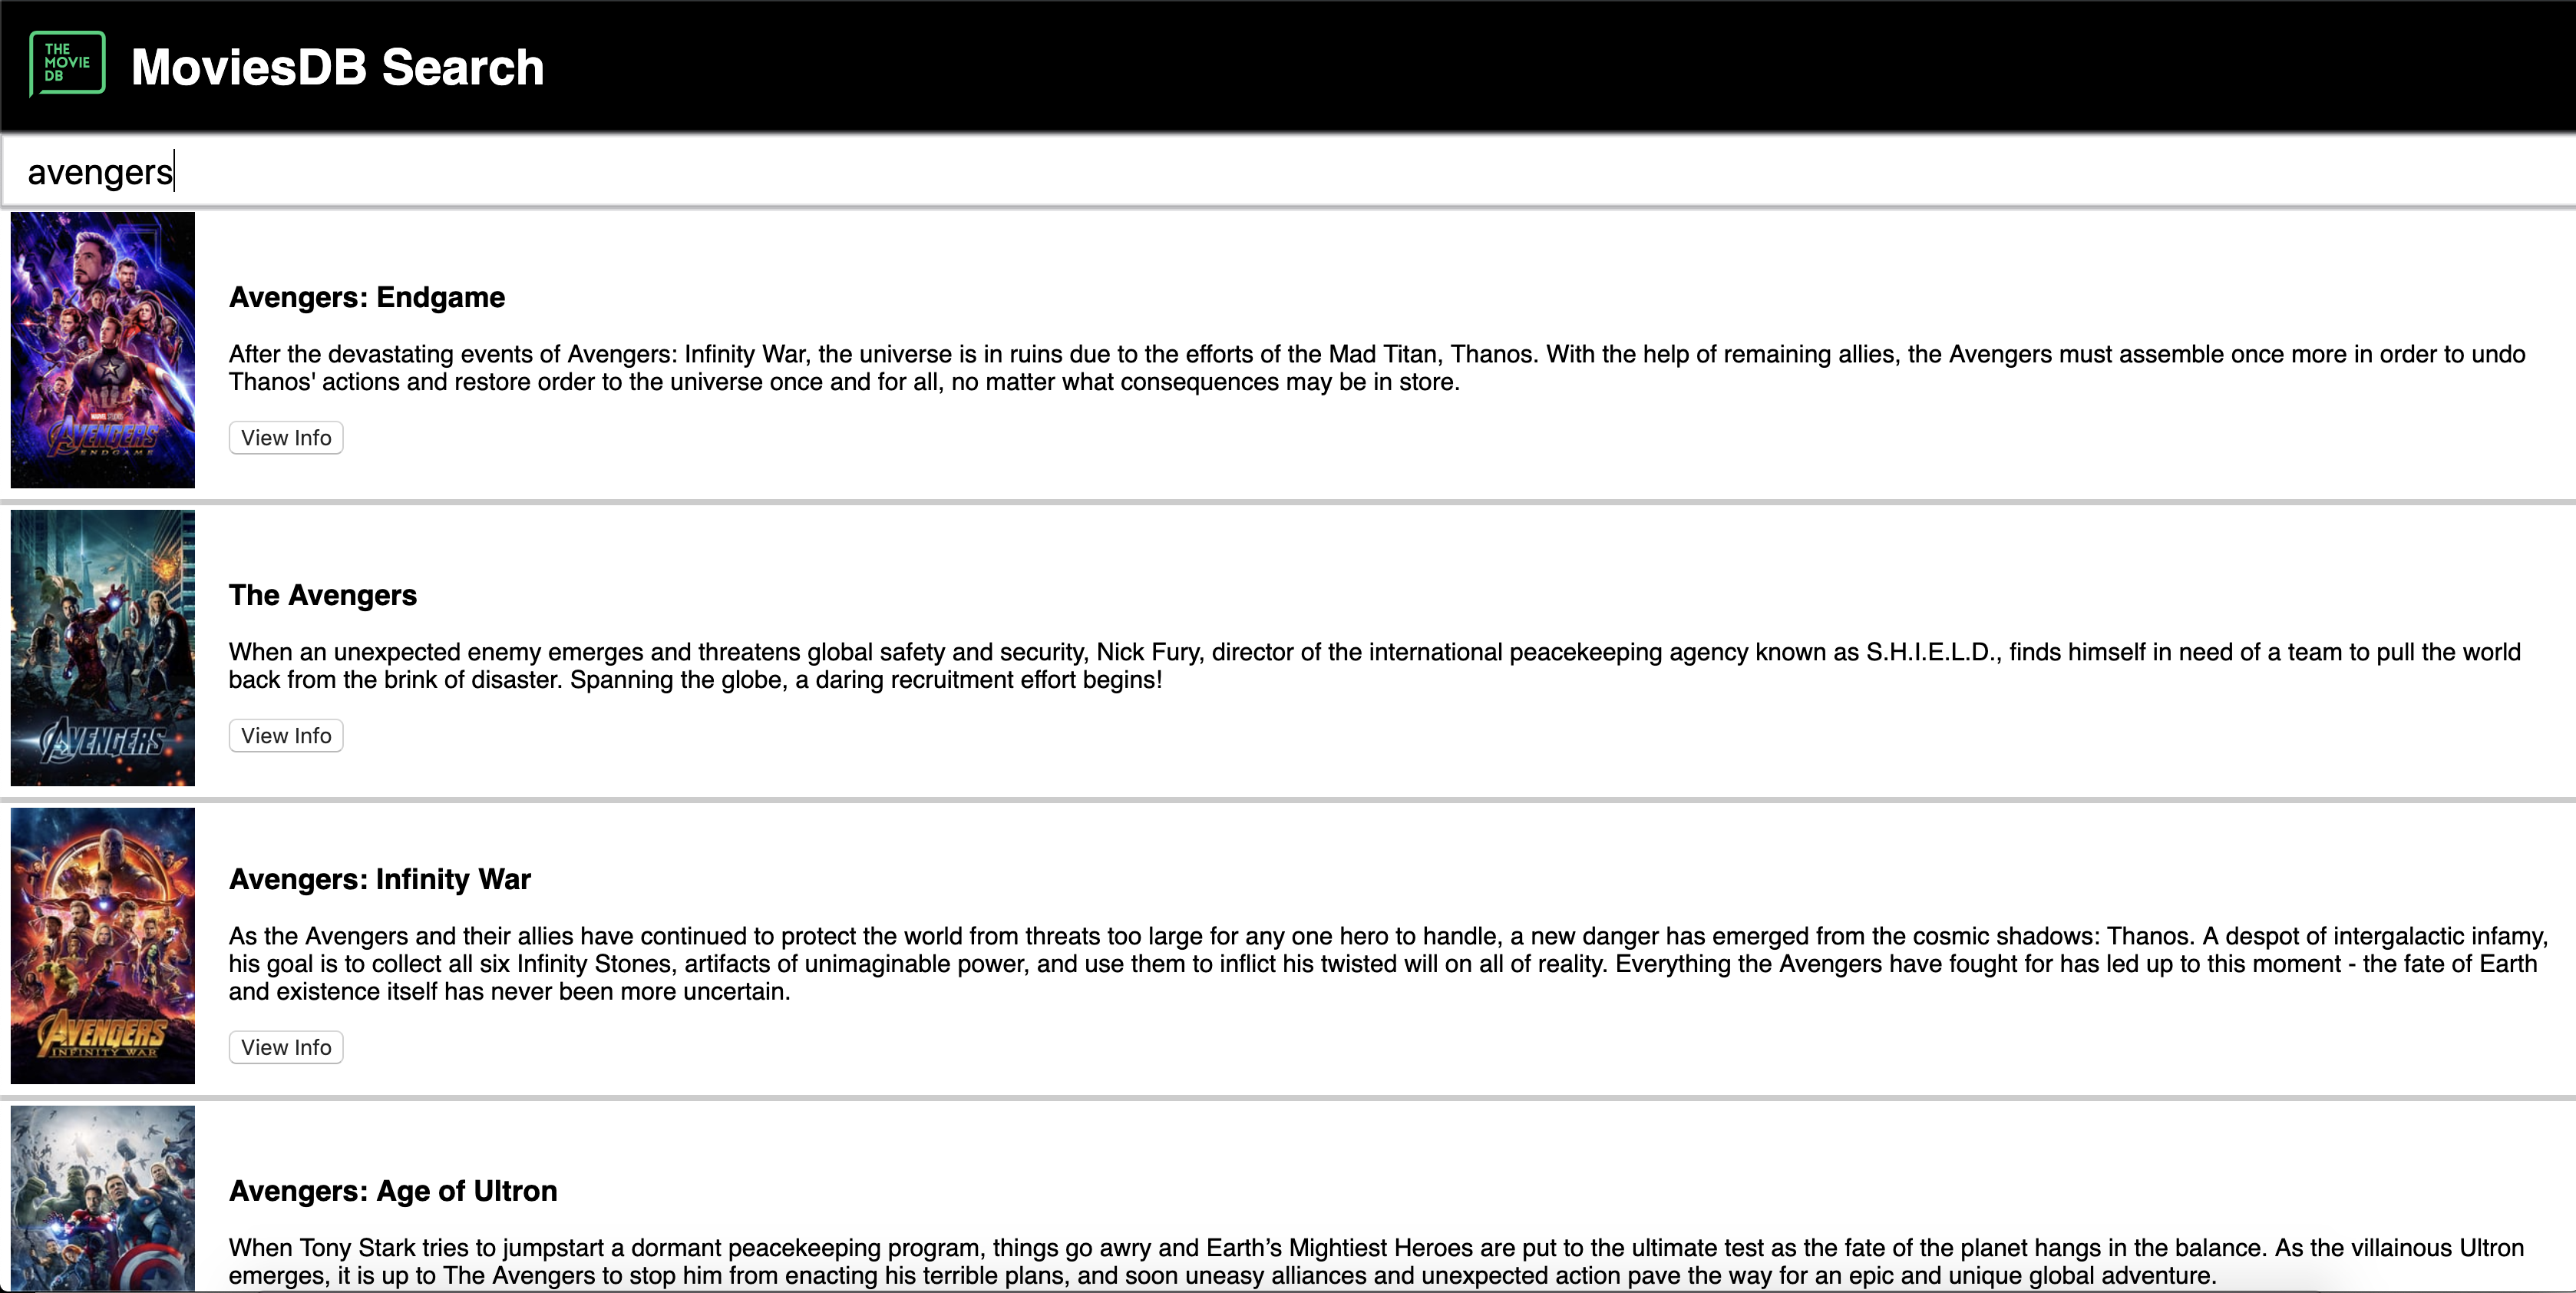 THE
MOVIE
DB
MoviesDB Search
avengers
MARVEL STUDIOS
AVENGERS
ENDGAME
Avengers: Endgame
After the devastating events of Avengers: Infinity War, the universe is in ruins due to the efforts of the Mad Titan, Thanos. With the help of remaining allies, the Avengers must assemble once more in order to undo
Thanos' actions and restore order to the universe once and for all, no matter what consequences may be in store.
View Info
AVENGERS
The Avengers
When an unexpected enemy emerges and threatens global safety and security, Nick Fury, director of the international peacekeeping agency known as S.H.I.E.L.D., finds himself in need of a team to pull the world
back from the brink of disaster. Spanning the globe, a daring recruitment effort begins!
View Info
AVENGERS
INFINITY WAR
Avengers: Infinity War
As the Avengers and their allies have continued to protect the world from threats too large for any one hero to handle, a new danger has emerged from the cosmic shadows: Thanos. A despot of intergalactic infamy,
his goal is to collect all six Infinity Stones, artifacts of unimaginable power, and use them to inflict his twisted will on all of reality. Everything the Avengers have fought for has led up to this moment - the fate of Earth
and existence itself has never been more uncertain.
View Info
Avengers: Age of Ultron
When Tony Stark tries to jumpstart a dormant peacekeeping program, things go awry and Earth’s Mightiest Heroes are put to the ultimate test as the fate of the planet hangs in the balance. As the villainous Ultron
emerges, it is up to The Avengers to stop him from enacting his terrible plans, and soon uneasy alliances and unexpected action pave the way for an epic and unique global adventure.